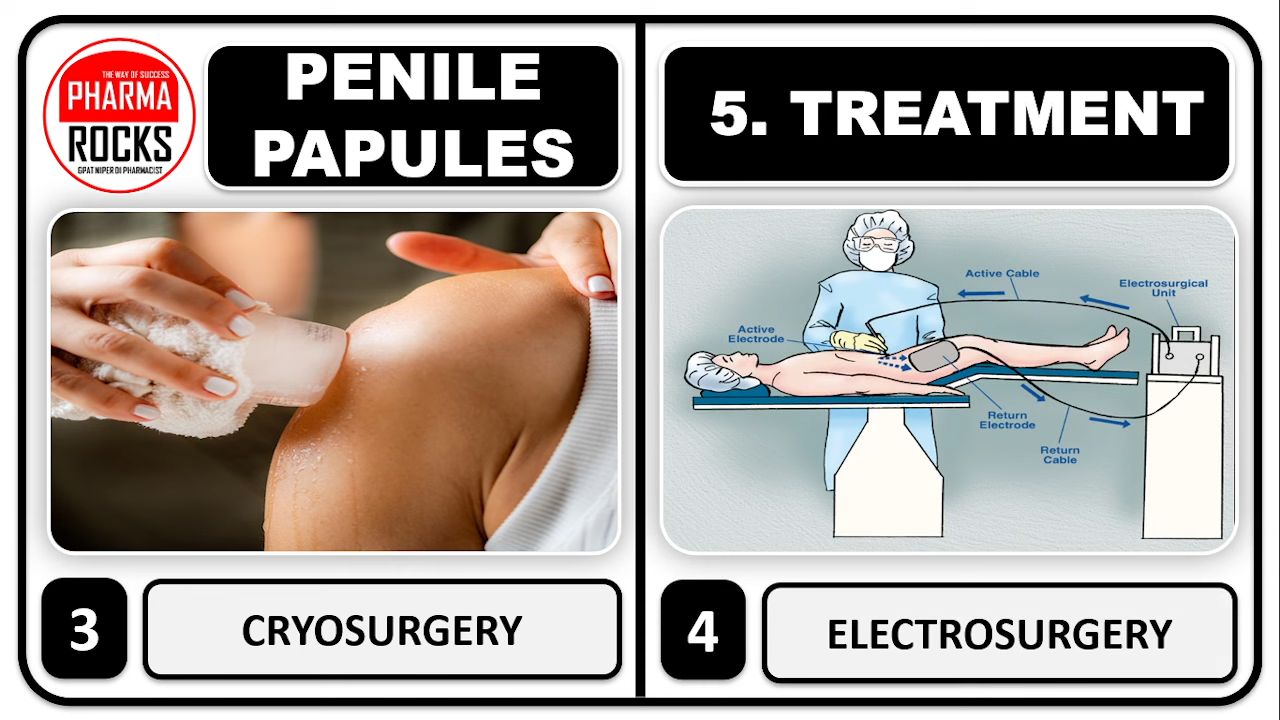 THE WAY OF SUCCESS
PHARMA
ROCKS
GPAT NIPER DI PHARMACIST
PENILE
PAPULES
5. TREATMENT
Active Cable
Electrosurgical
Unit
Active
Electrode
Return
Electrode
Return
Cable
3
CRYOSURGERY
4
ELECTROSURGERY